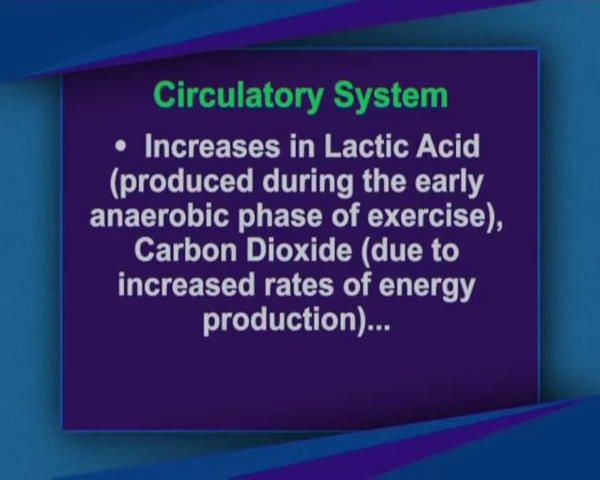 Circulatory System
• Increases in Lactic Acid
(produced during the early
anaerobic phase of exercise),
Carbon Dioxide (due to
increased rates of energy
production)...